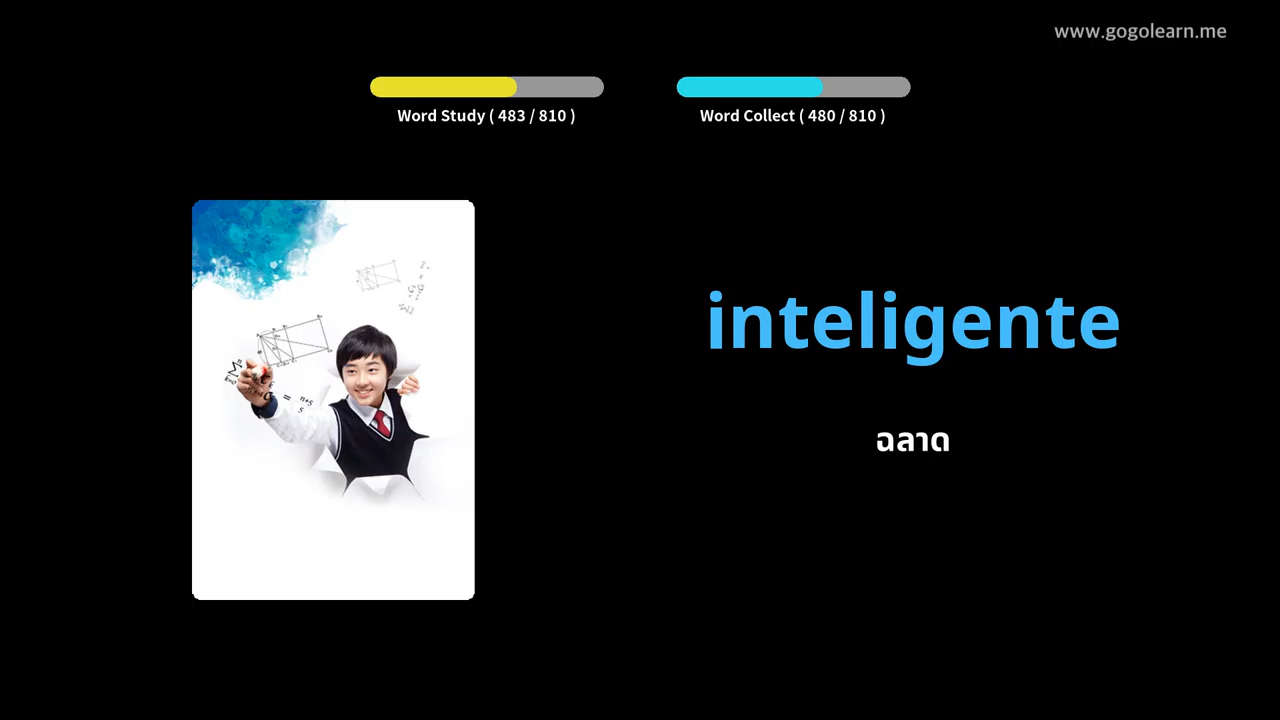 www.gogolearn.me
Word Study ( 483 / 810 )
Word Collect ( 480 / 810 )
inteligente
ฉลาด